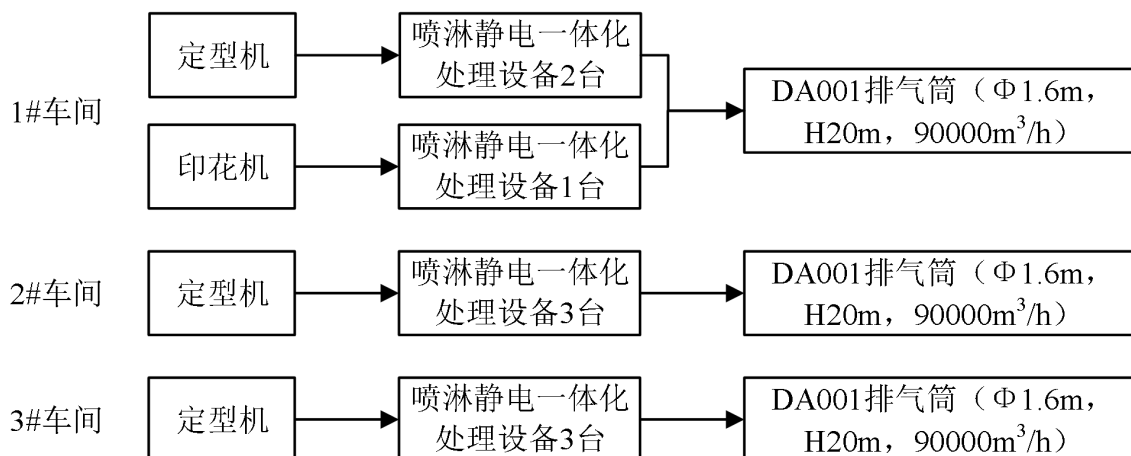 1#车间
定型机
喷淋静电一体化
处理设备2台
印花机
喷淋静电一体化
处理设备1台
DA001排气筒（Φ1.6m，
H20m，90000m³/h）
2#车间
定型机
喷淋静电一体化
处理设备3台
DA001排气筒（Φ1.6m，
H20m，90000m³/h）
3#车间
定型机
喷淋静电一体化
处理设备3台
DA001排气筒（Φ1.6m，
H20m，90000m³/h）